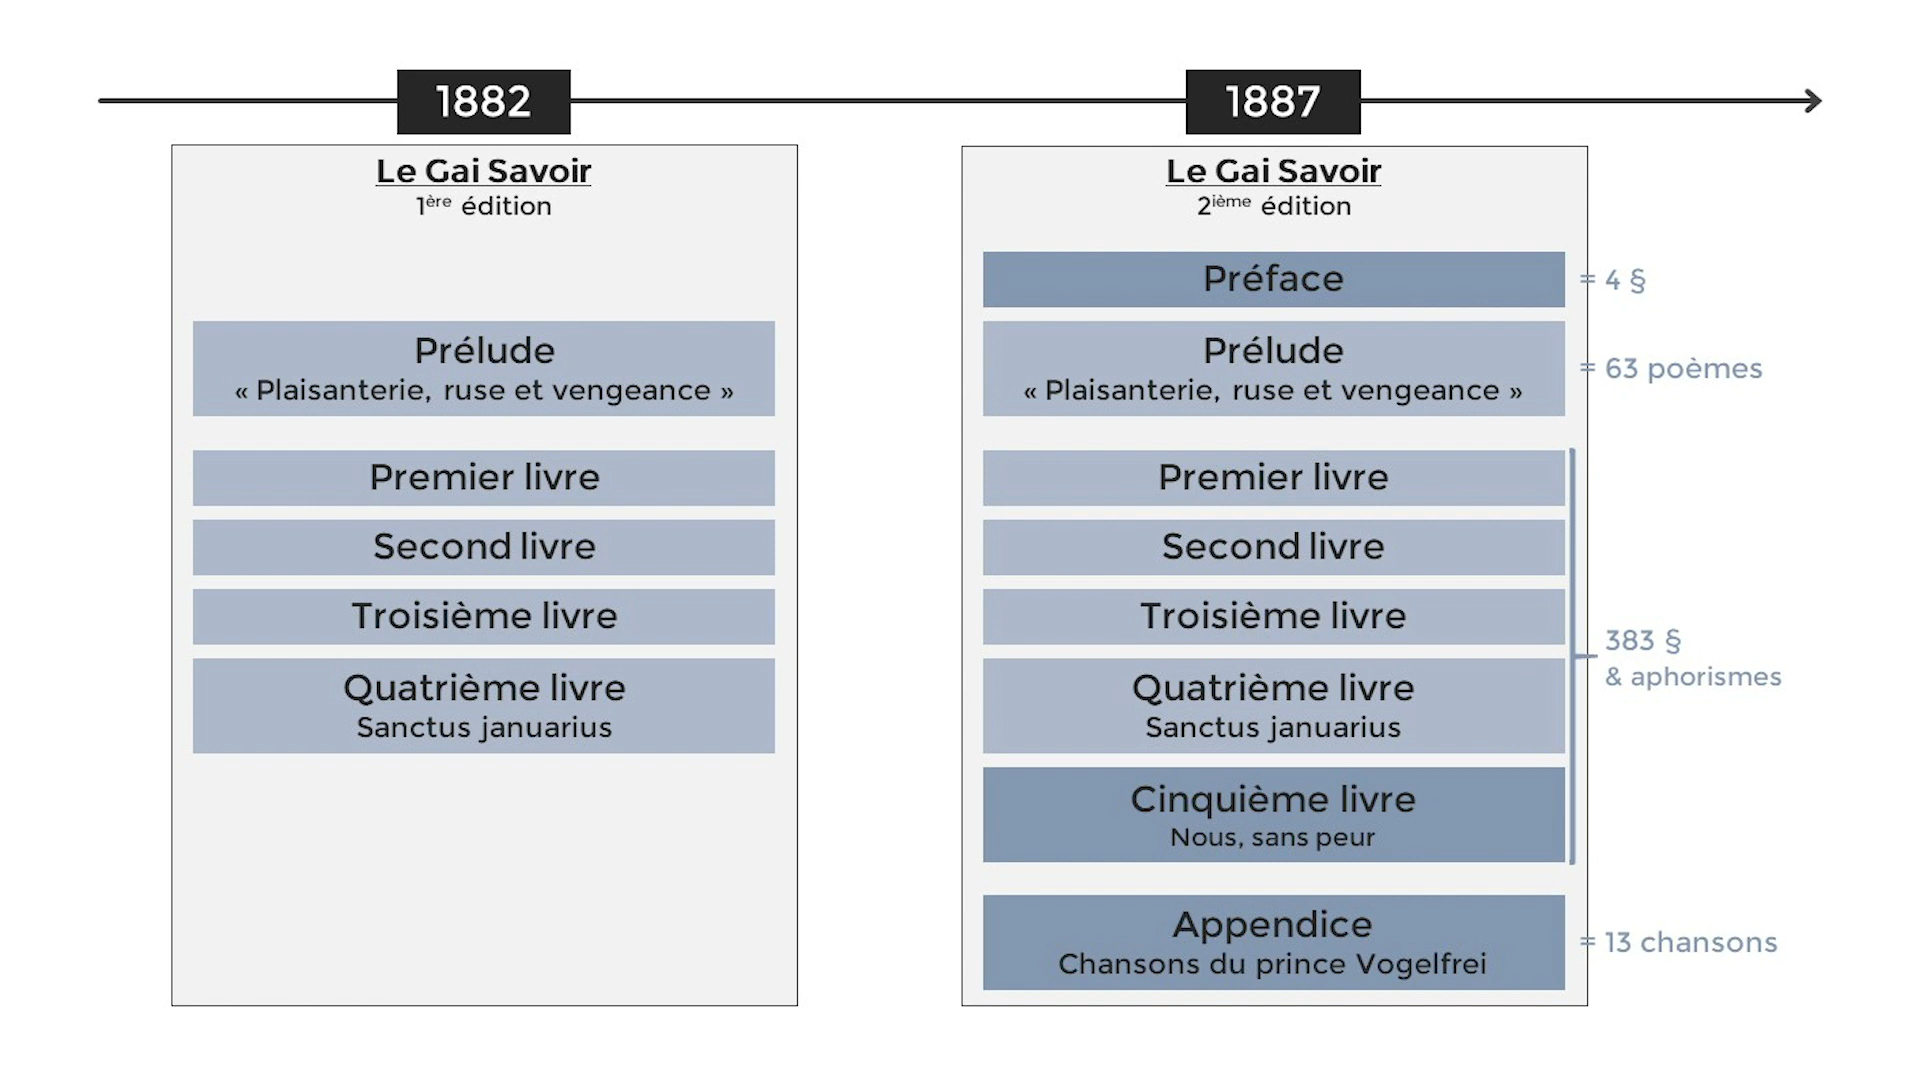 1882
1887
Le Gai Savoir
1ère édition
Prélude
« Plaisanterie, ruse et vengeance »
Premier livre
Second livre
Troisième livre
Quatrième livre
Sanctus januarius
Le Gai Savoir
2ième édition
Préface
= 4 §
Prélude
« Plaisanterie, ruse et vengeance »
= 63 poèmes
Premier livre
Second livre
Troisième livre
Quatrième livre
Sanctus januarius
Cinquième livre
Nous, sans peur
383 §
& aphorismes
Appendice
Chansons du prince Vogelfrei
= 13 chansons